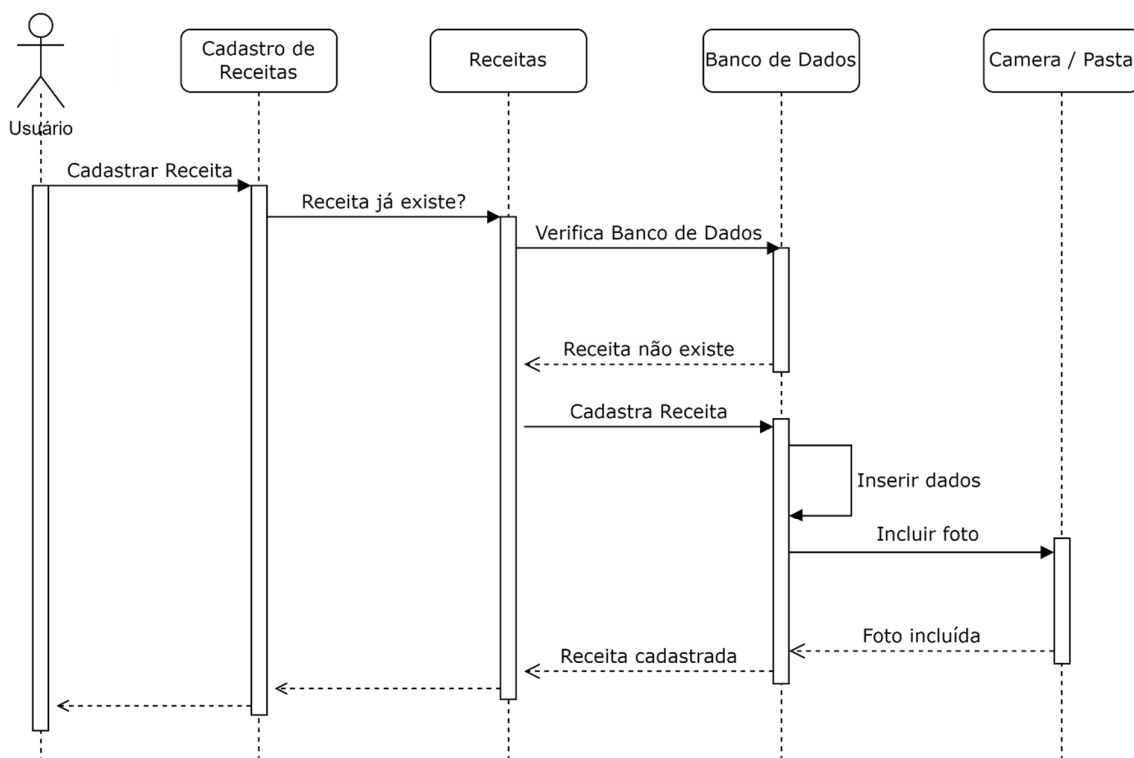 Cadastro de
Receitas
Receitas
Banco de Dados
Camera / Pasta
Usuário
Cadastrar Receita
Receita já existe?
Verifica Banco de Dados
Receita não existe
Cadastra Receita
Inserir dados
Incluir foto
Foto incluída
Receita cadastrada